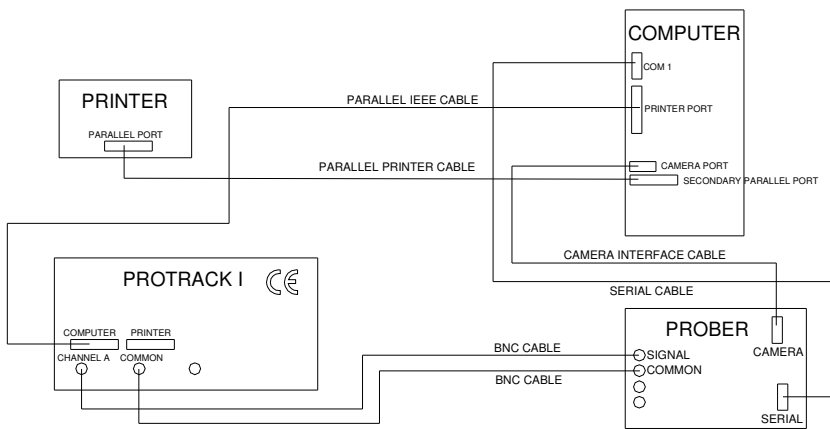 COMPUTER
COM 1
PRINTER
PARALLEL IEEE CABLE
PRINTER PORT
PARALLEL PORT
PARALLEL PRINTER CABLE
CAMERA PORT
SECONDARY PARALLEL PORT
CAMERA INTERFACE CABLE
PROTRACK I CE
SERIAL CABLE
COMPUTER PRINTER
CHANNEL A COMMON
PROBER
BNC CABLE
SIGNAL
CAMERA
COMMON
BNC CABLE
SERIAL